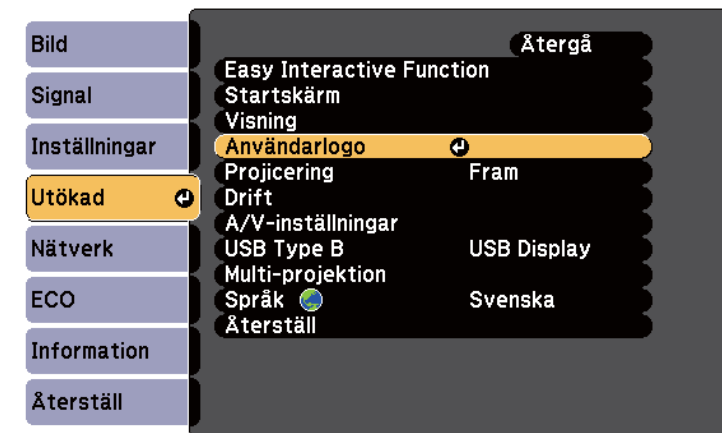 Bild
Signal
Inställningar
Utökad
Nätverk
ECO
Information
Återställ
Återgå
Easy Interactive Function
Startskärm
Visning
Användarlogo
Projicering Fram
Drift
A/V-inställningar
USB Type B USB Display
Multi-projektion
Språk Svenska
Återställ